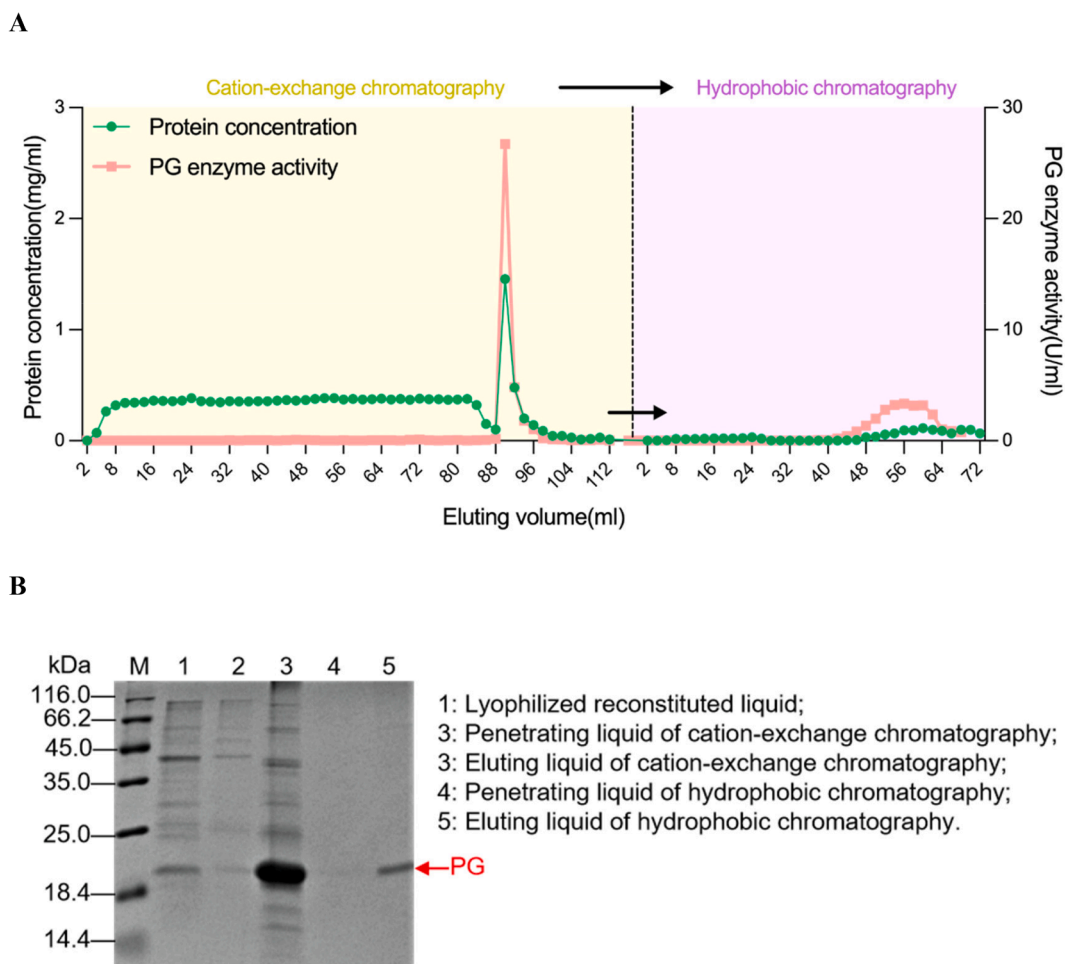 A
Cation-exchange chromatography Hydrophobic chromatography
Protein concentration
PG enzyme activity
Protein concentration(mg/ml)
3
2
1
0
30
20
10
0
PG enzyme activity(U/ml)
2 8 16 24 32 40 48 56 64 72 80 88 96 104 112 2 8 16 24 32 40 48 56 64 72
Eluting volume(ml)
B
kDa M 1 2 3 4 5
116.0
66.2
45.0
35.0
25.0
18.4
14.4
PG
1: Lyophilized reconstituted liquid;
3: Penetrating liquid of cation-exchange chromatography;
3: Eluting liquid of cation-exchange chromatography;
4: Penetrating liquid of hydrophobic chromatography;
5: Eluting liquid of hydrophobic chromatography.